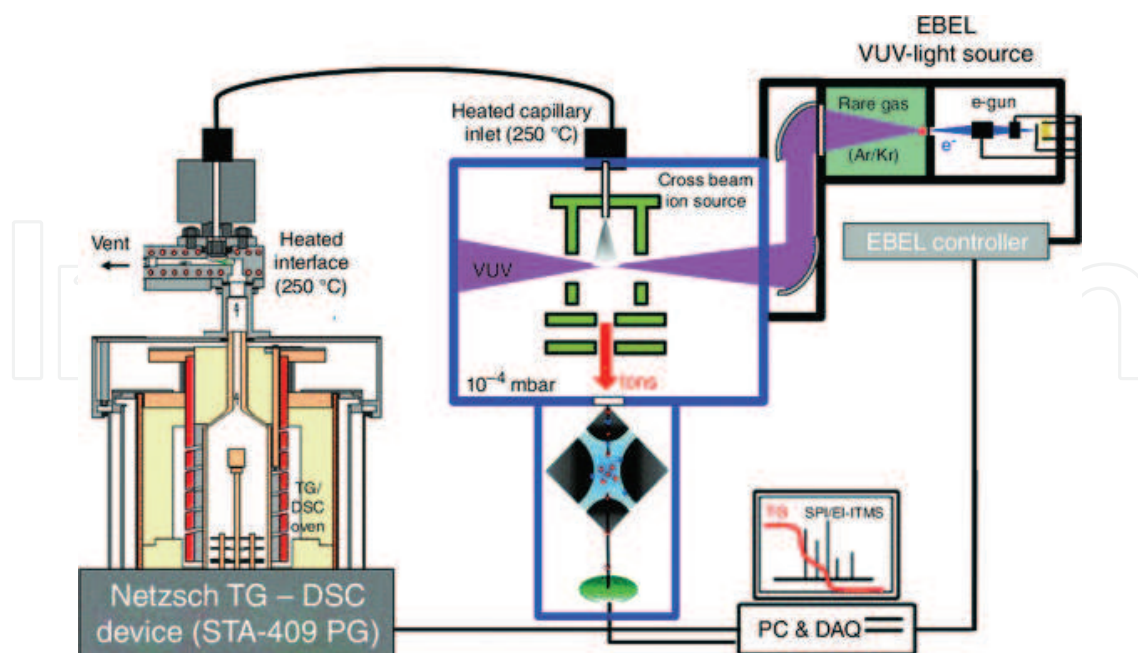 EBEL
VUV-light source
Rare gas
(Ar/Kr)
e-gun
e⁻
Heated capillary
inlet (250 °C)
Cross beam
ion source
EBEL controller
Vent
Heated
interface
(250 °C)
VUV
10⁻⁴ mbar
Ions
TG/
DSC
oven
TG
SPI/EI-ITMS
Netzsch TG – DSC
device (STA-409 PG)
PC & DAQ